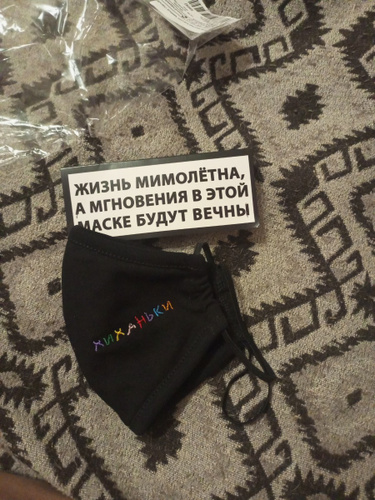 ЖИЗНЬ МИМОЛЁТНА,
А МГНОВЕНИЯ В ЭТОЙ
МАСКЕ БУДУТ ВЕЧНЫ
ХИХАНЬКИ